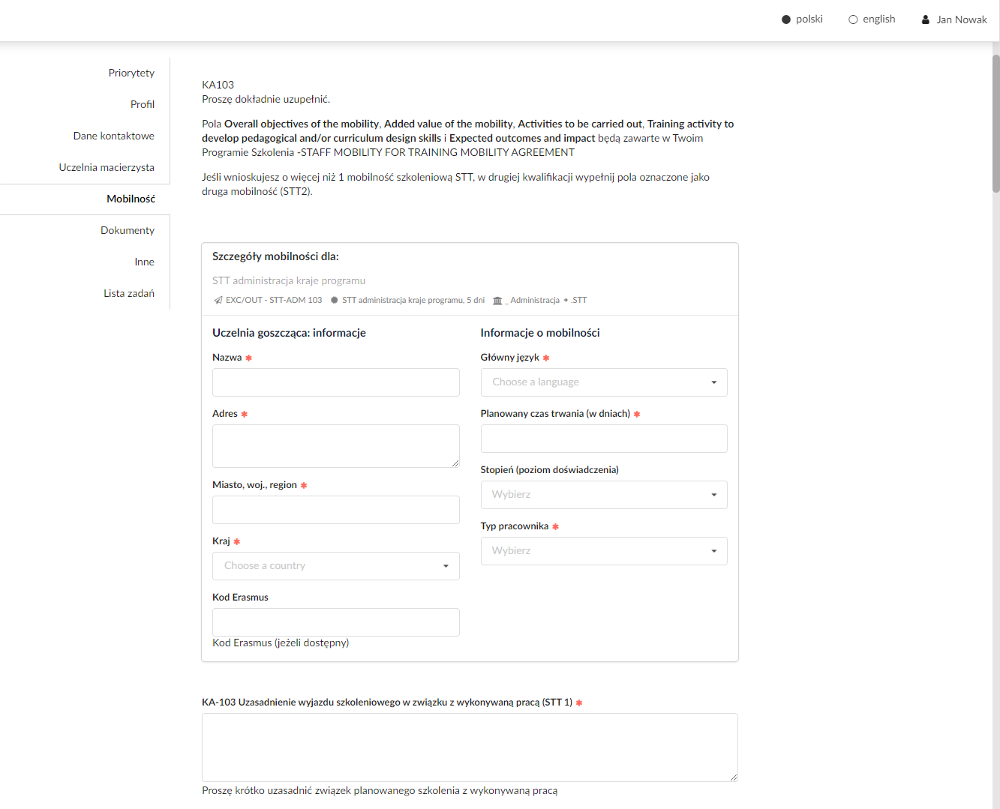 polski
english
Jan Nowak
Priorytety
Profil
Dane kontaktowe
Uczelnia macierzysta
Mobilność
Dokumenty
Inne
Lista zadań
KA103
Proszę dokładnie uzupełnić.
Pola Overall objectives of the mobility, Added value of the mobility, Activities to be carried out, Training activity to
develop pedagogical and/or curriculum design skills i Expected outcomes and impact będą zawarte w Twoim
Programie Szkolenia -STAFF MOBILITY FOR TRAINING MOBILITY AGREEMENT
Jeśli wnioskujesz o więcej niż 1 mobilność szkoleniową STT, w drugiej kwalifikacji wypełnij pola oznaczone jako
druga mobilność (STT2).
Szczegóły mobilności dla:
STT administracja kraje programu
EXC/OUT - STT-ADM 103 STT administracja kraje programu, 5 dni _ Administracja .STT
Uczelnia goszcząca: informacje
Nazwa *
Adres *
Miasto, woj., region *
Kraj *
Choose a country
Kod Erasmus
Kod Erasmus (jeżeli dostępny)
Informacje o mobilności
Główny język *
Choose a language
Planowany czas trwania (w dniach) *
Stopień (poziom doświadczenia)
Wybierz
Typ pracownika *
Wybierz
KA-103 Uzasadnienie wyjazdu szkoleniowego w związku z wykonywaną pracą (STT 1) *
Proszę krótko uzasadnić związek planowanego szkolenia z wykonywaną pracą